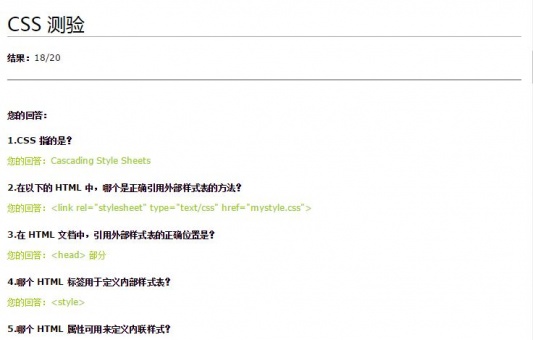 CSS 测验
结果：18/20
您的回答：
1.CSS 指的是？
您的回答：Cascading Style Sheets
2.在以下的 HTML 中，哪个是正确引用外部样式表的方法？
您的回答：<link rel="stylesheet" type="text/css" href="mystyle.css">
3.在 HTML 文档中，引用外部样式表的正确位置是？
您的回答：<head> 部分
4.哪个 HTML 标签用于定义内部样式表？
您的回答：<style>
5.哪个 HTML 属性可用来定义内联样式？